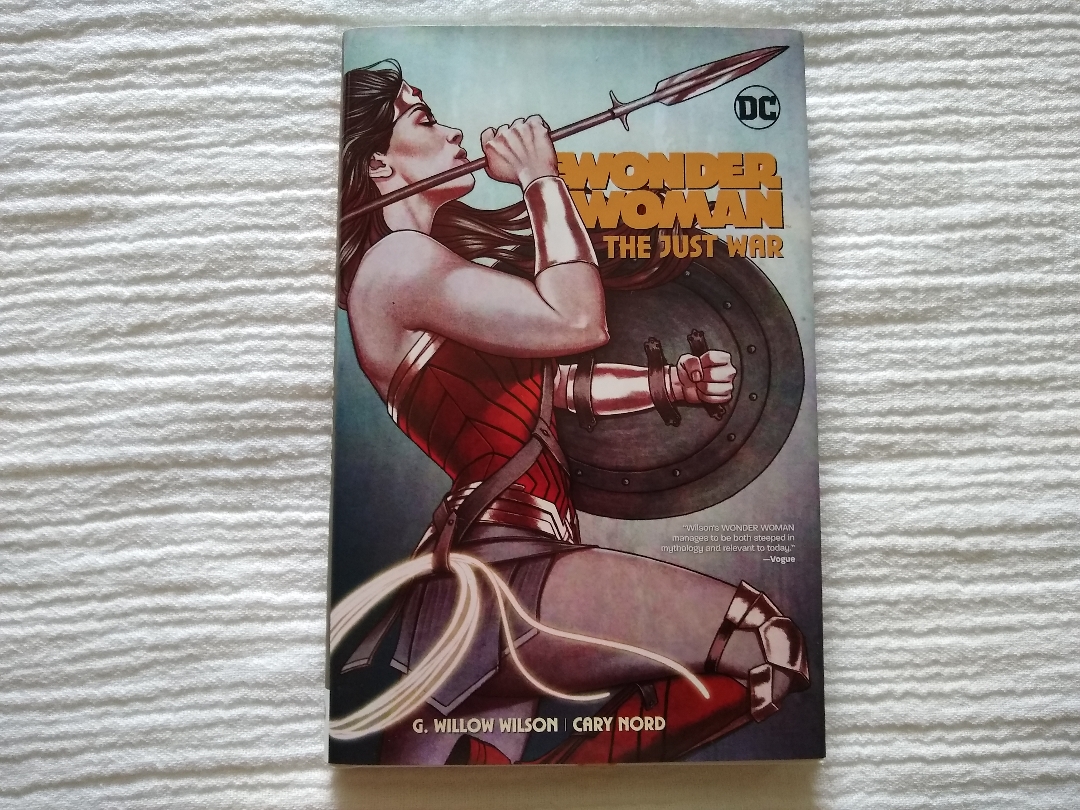 DC
WONDER
WOMAN
THE JUST WAR
"Wilson's WONDER WOMAN
manages to be both steeped in
mythology and relevant to today."
—Vogue
G. WILLOW WILSON | CARY NORD